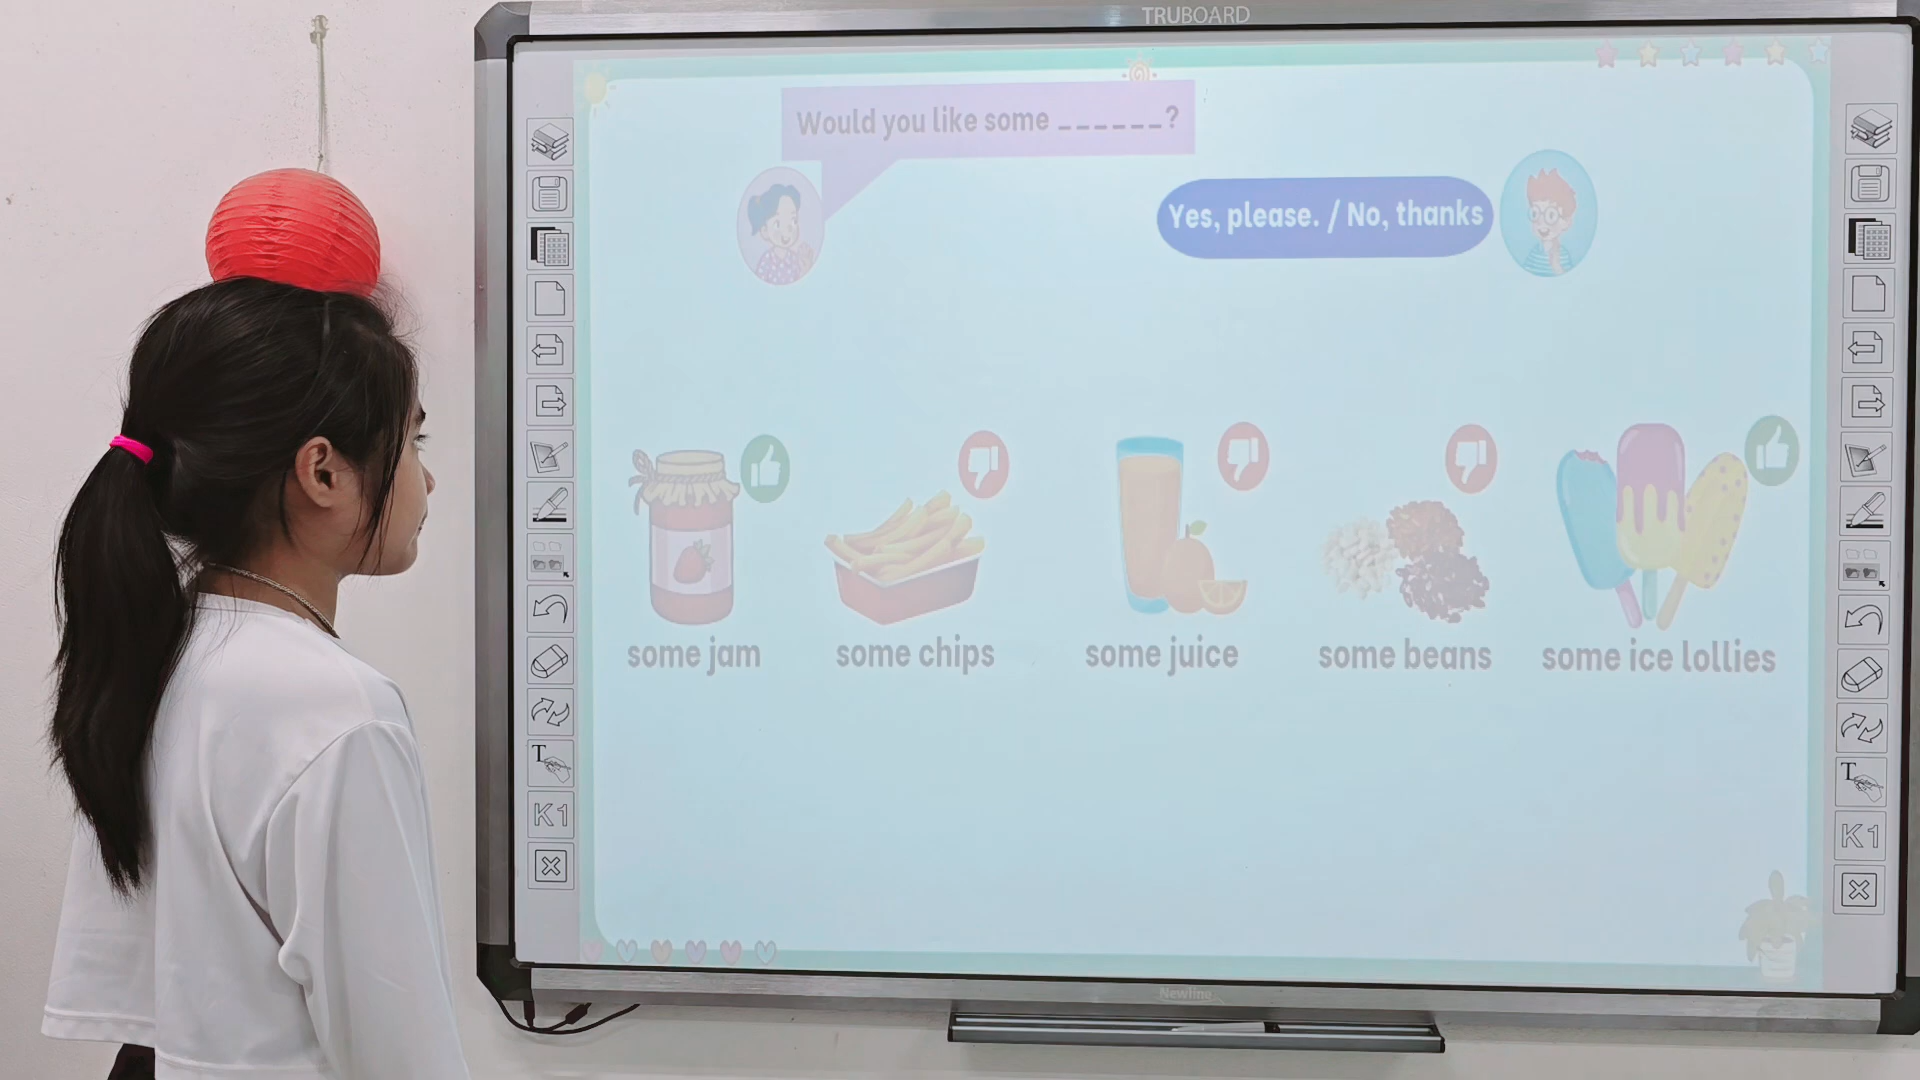 TRUBOARD
Would you like some ______?
Yes, please. / No, thanks
some jam
some chips
some juice
some beans
some ice lollies
T
K1
T
K1
Newline